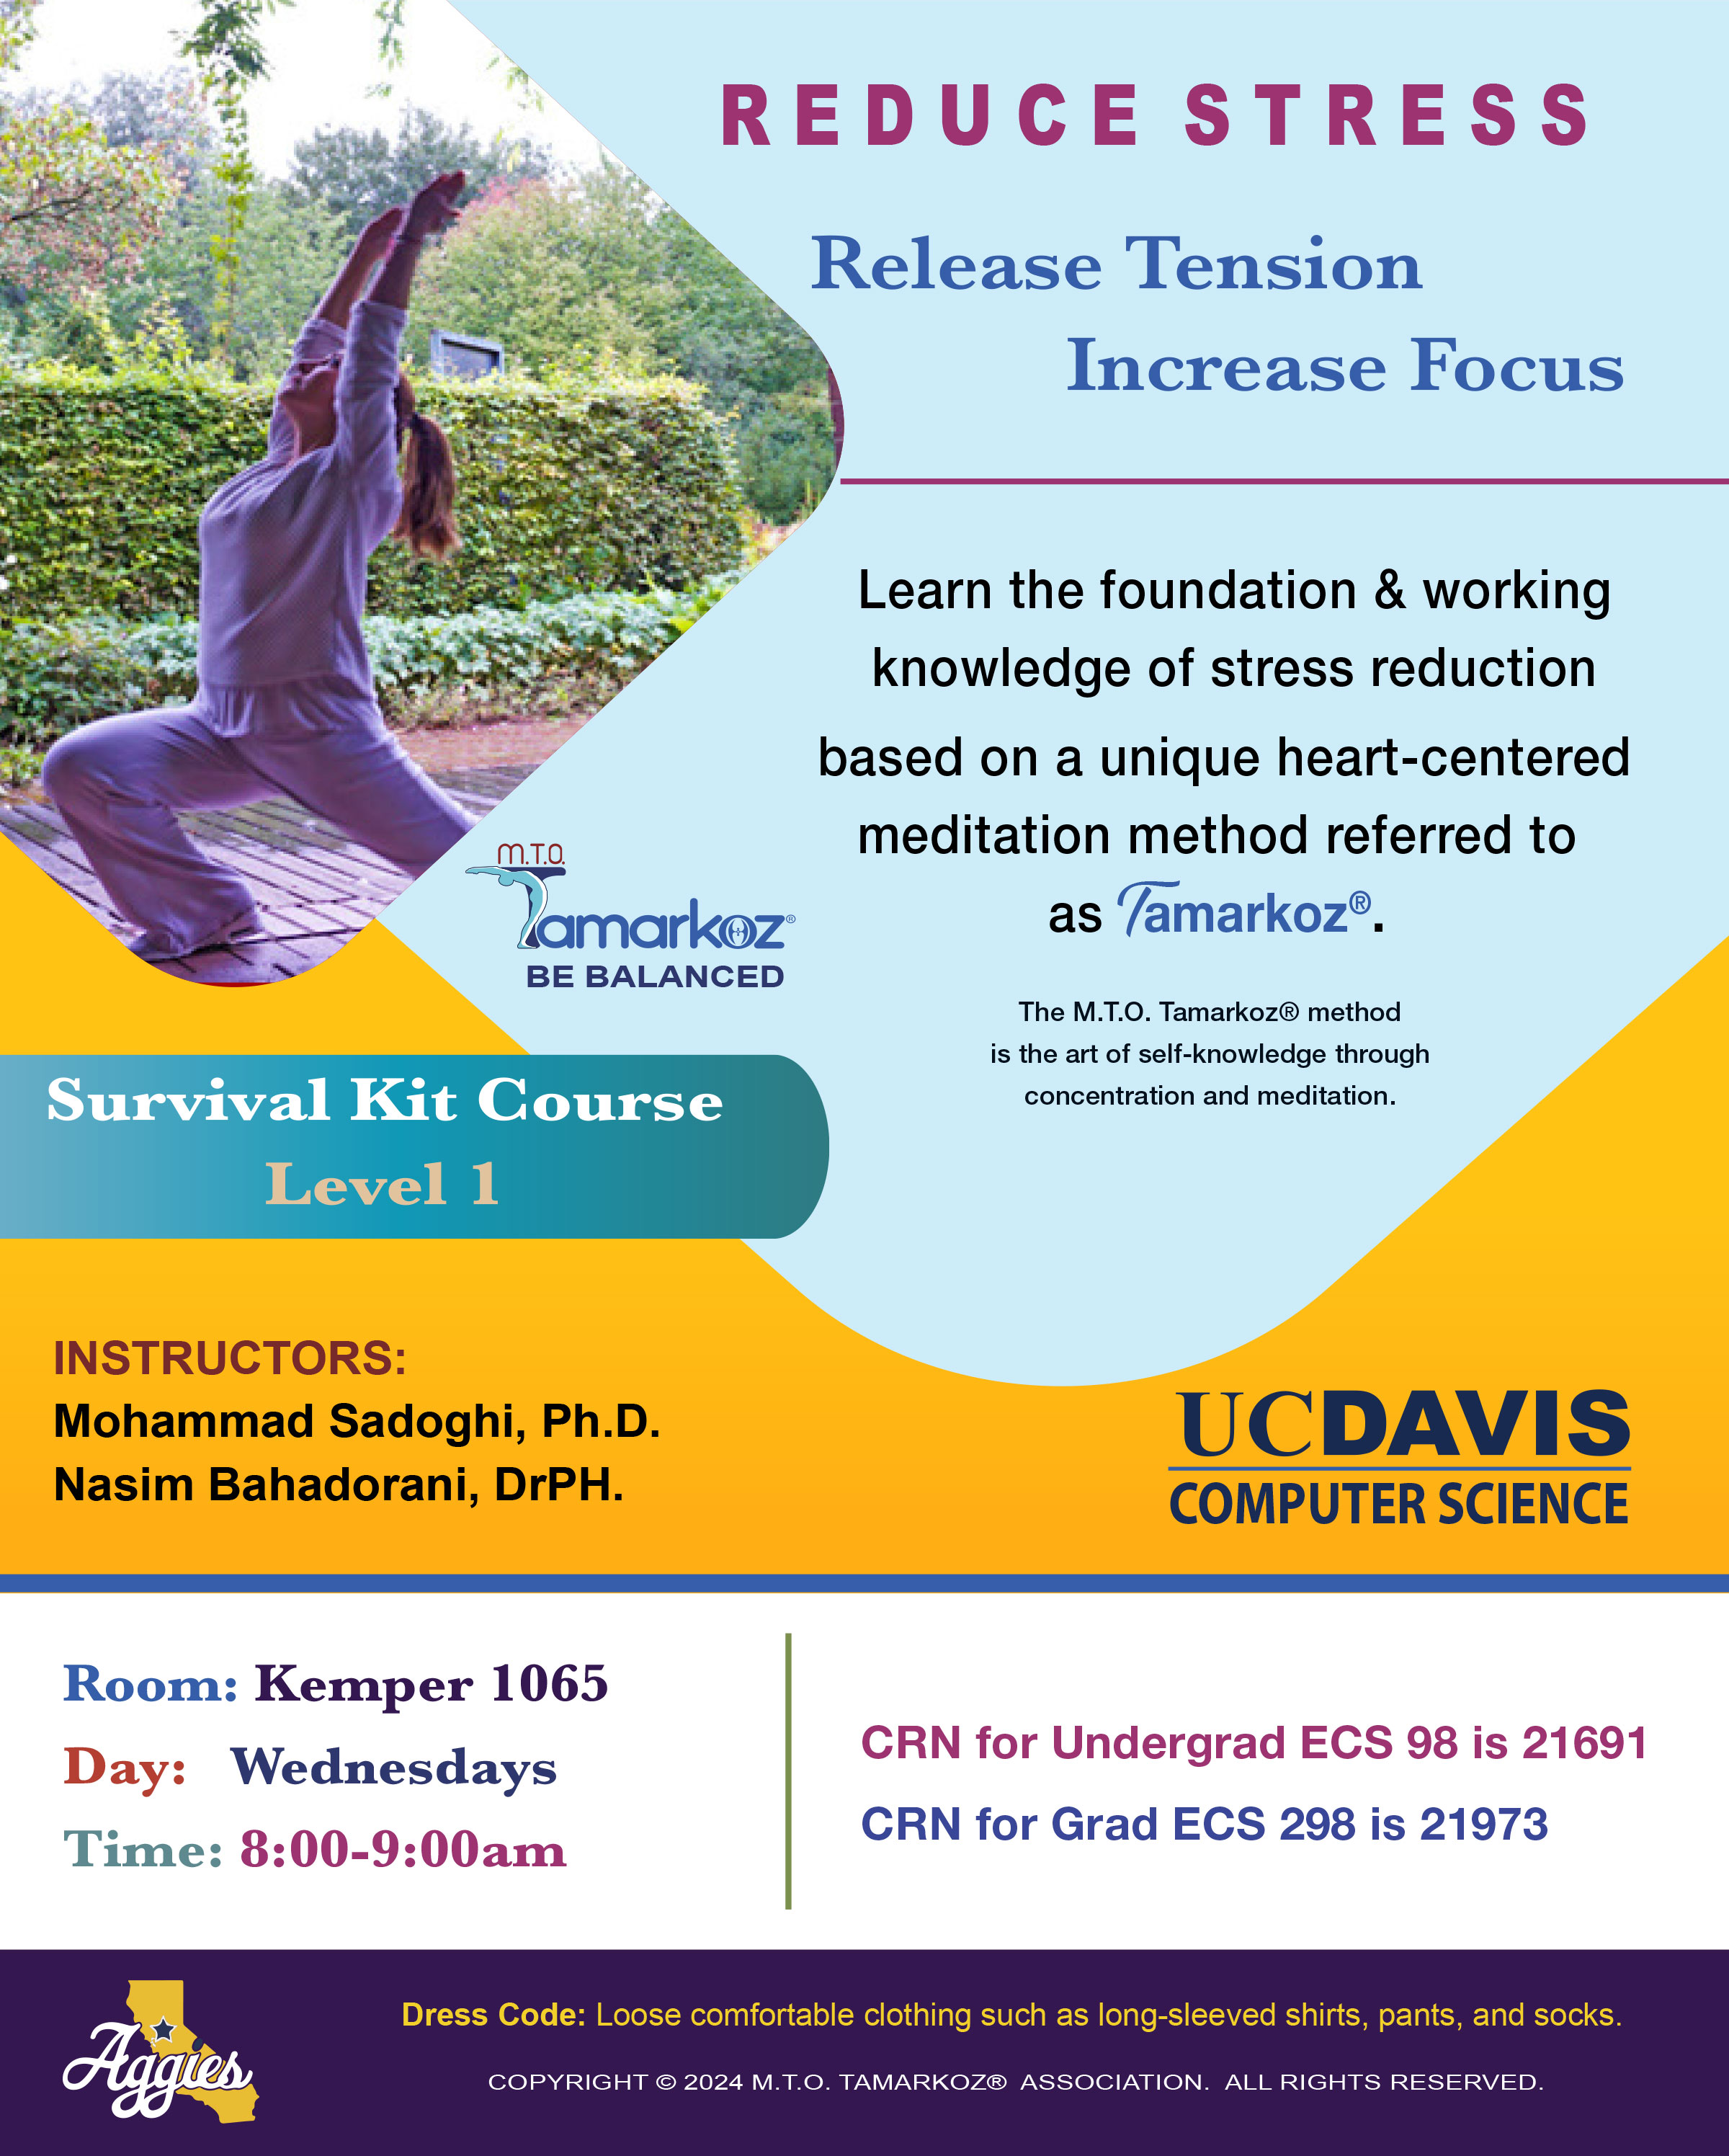 REDUCE STRESS
Release Tension
Increase Focus
Learn the foundation & working
knowledge of stress reduction
based on a unique heart-centered
meditation method referred to
as Tamarkoz®.
The M.T.O. Tamarkoz® method
is the art of self-knowledge through
concentration and meditation.
M.T.O.
Tamarkoz®
BE BALANCED
Survival Kit Course
Level 1
INSTRUCTORS:
Mohammad Sadoghi, Ph.D.
Nasim Bahadorani, DrPH.
UCDAVIS
COMPUTER SCIENCE
Room: Kemper 1065
Day: Wednesdays
Time: 8:00-9:00am
CRN for Undergrad ECS 98 is 21691
CRN for Grad ECS 298 is 21973
Aggies
Dress Code: Loose comfortable clothing such as long-sleeved shirts, pants, and socks.
COPYRIGHT © 2024 M.T.O. TAMARKOZ® ASSOCIATION. ALL RIGHTS RESERVED.